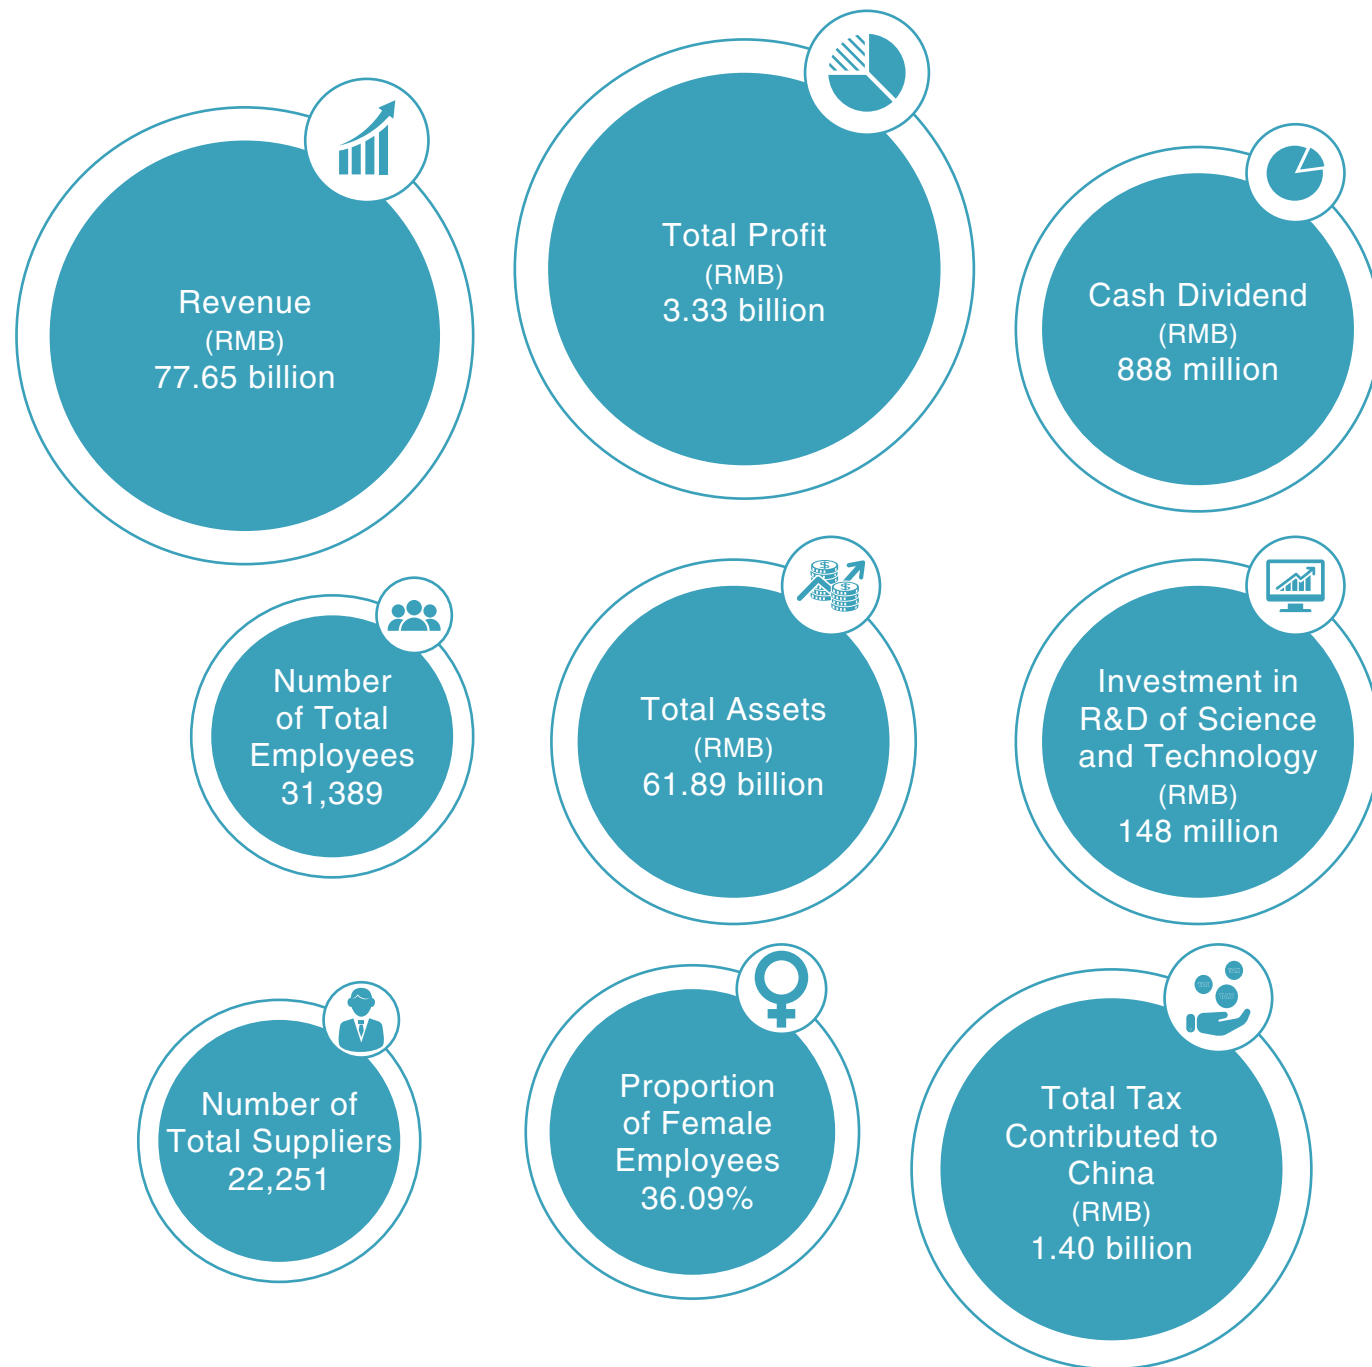 Revenue
(RMB)
77.65 billion
Total Profit
(RMB)
3.33 billion
Cash Dividend
(RMB)
888 million
Number
of Total
Employees
31,389
Total Assets
(RMB)
61.89 billion
Investment in
R&D of Science
and Technology
(RMB)
148 million
Number of
Total Suppliers
22,251
Proportion
of Female
Employees
36.09%
Total Tax
Contributed to
China
(RMB)
1.40 billion